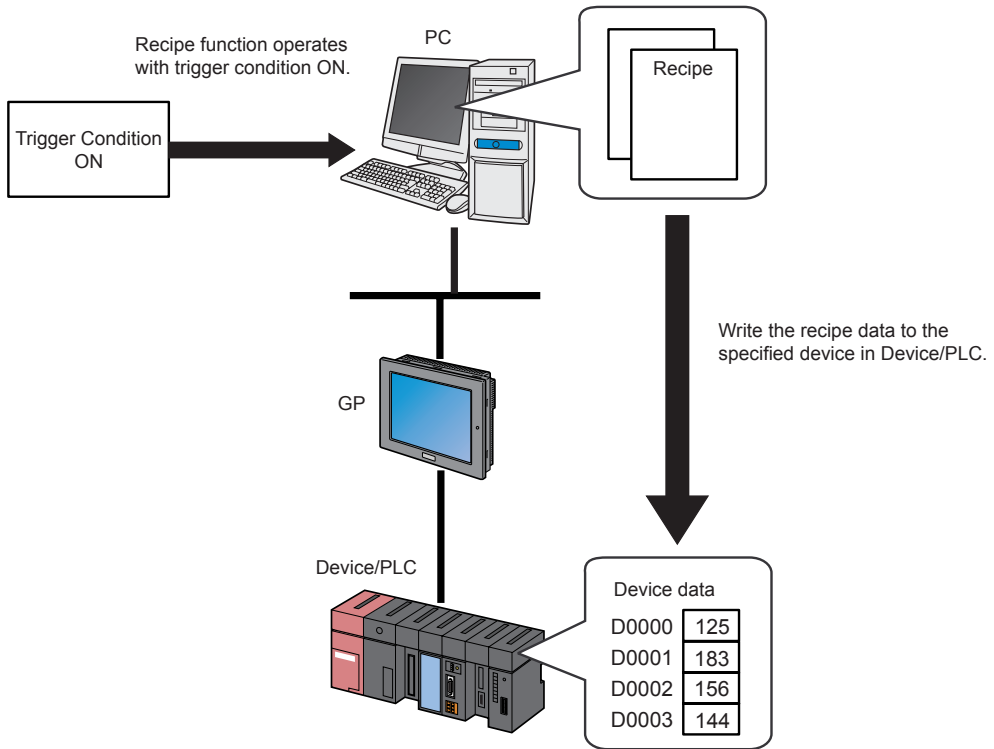 Recipe function operates
with trigger condition ON.
PC
Recipe
Trigger Condition
ON
Write the recipe data to the
specified device in Device/PLC.
GP
Device/PLC
Device data
D0000 125
D0001 183
D0002 156
D0003 144